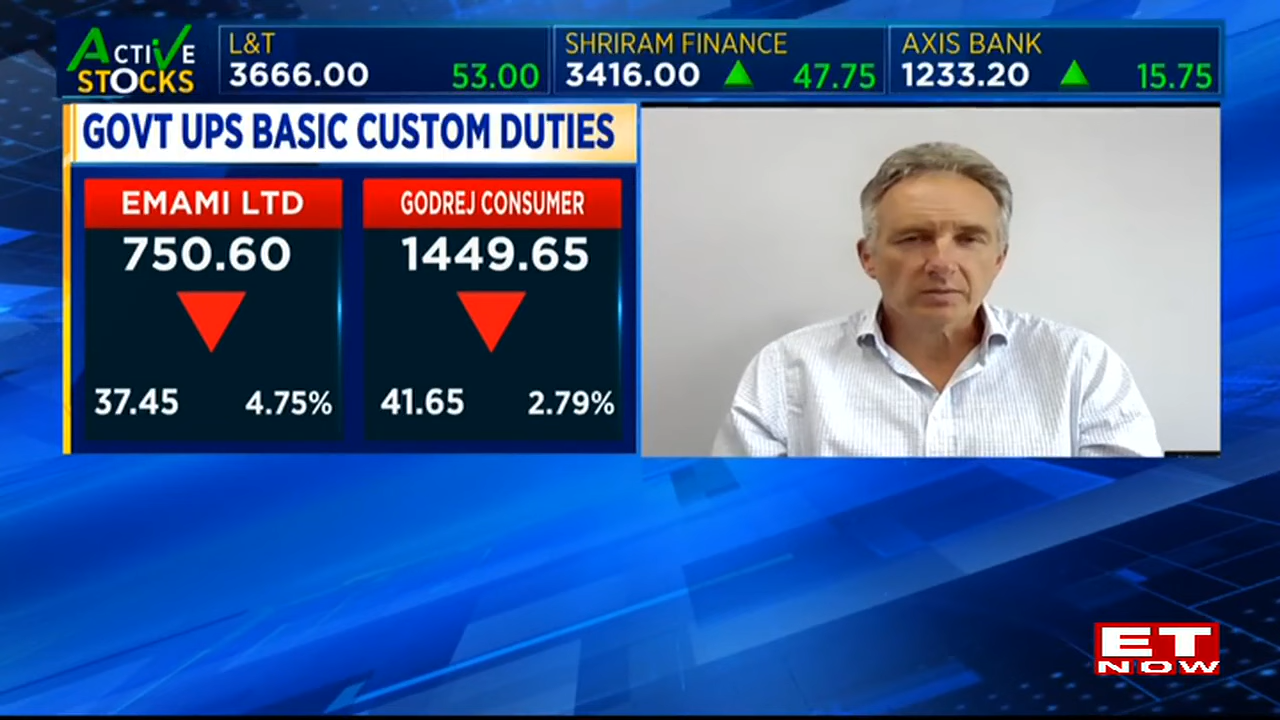 ACTIVE
STOCKS
L&T
3666.00 53.00
SHRIRAM FINANCE
3416.00 47.75
AXIS BANK
1233.20 15.75
GOVT UPS BASIC CUSTOM DUTIES
EMAMI LTD
750.60
37.45 4.75%
GODREJ CONSUMER
1449.65
41.65 2.79%
ET
NOW